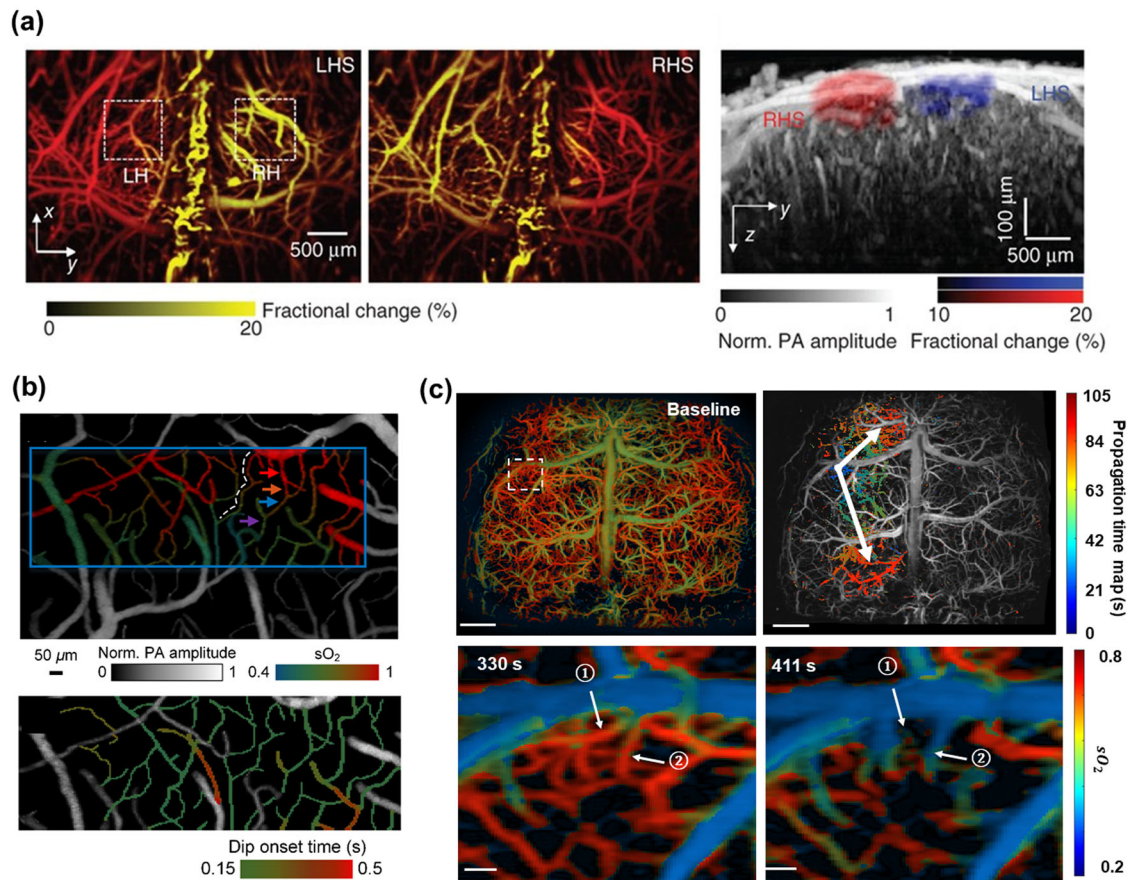 (a)
LHS
RHS
LH
RH
x
y
500 μm
Fractional change (%)
0
20
RHS
LHS
y
z
100 μm
500 μm
0
1
10
20
Norm. PA amplitude
Fractional change (%)
(b)
50 μm
Norm. PA amplitude
0
1
sO2
0.4
1
Dip onset time (s)
0.15
0.5
(c)
Baseline
105
84
63
42
21
0
Propagation time map (s)
330 s
①
②
411 s
①
②
0.8
sO2
0.2